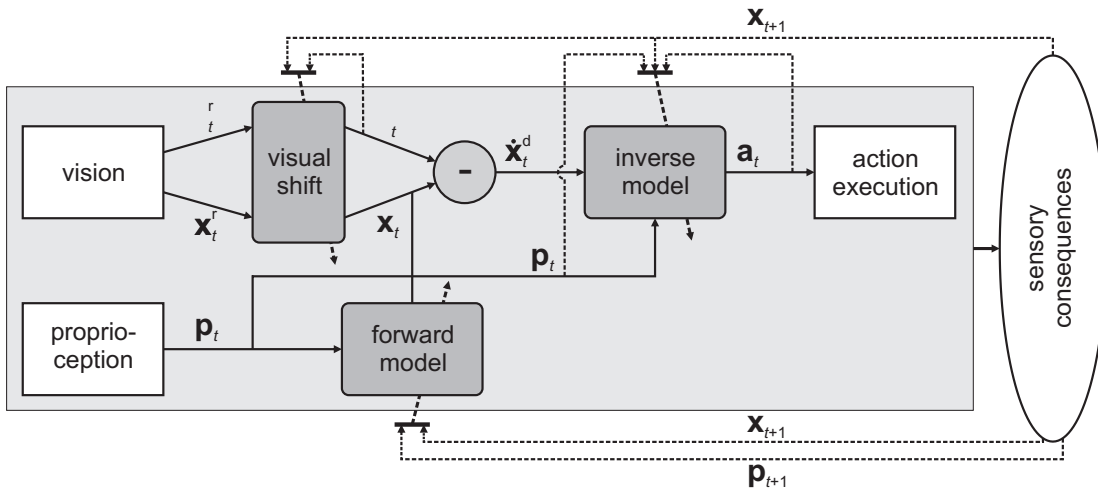 x t+1
vision
r
t
x r t
visual
shift
t
x t
-
ẋ d t
inverse
model
a t
action
execution
sensory
consequences
proprio-
ception
p t
p t
forward
model
x t+1
p t+1